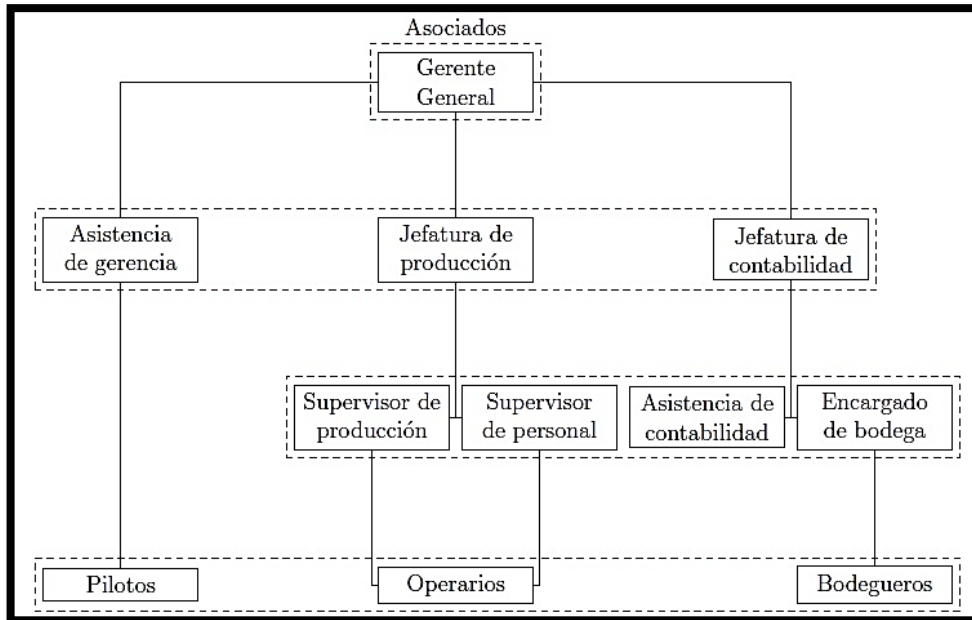 Asociados
Gerente
General
Asistencia
de gerencia
Jefatura de
producción
Jefatura de
contabilidad
Supervisor de
producción
Supervisor
de personal
Asistencia de
contabilidad
Encargado
de bodega
Pilotos
Operarios
Bodegueros